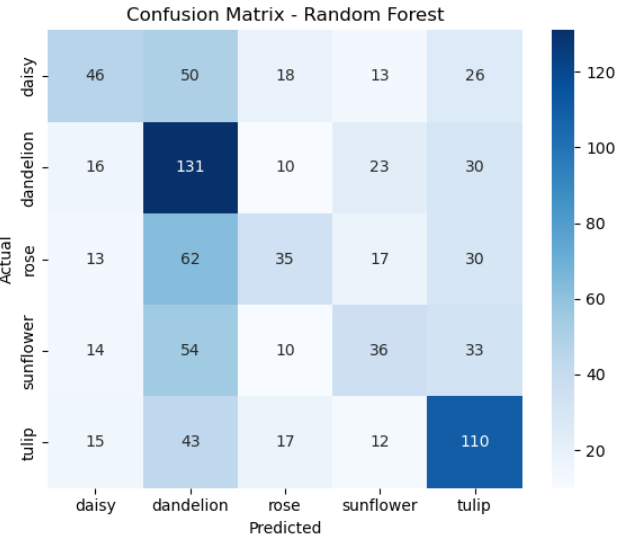 Confusion Matrix - Random Forest
daisy 46 50 18 13 26
dandelion 16 131 10 23 30
rose 13 62 35 17 30
sunflower 14 54 10 36 33
tulip 15 43 17 12 110
daisy dandelion rose sunflower tulip
Predicted
Actual
120
100
80
60
40
20